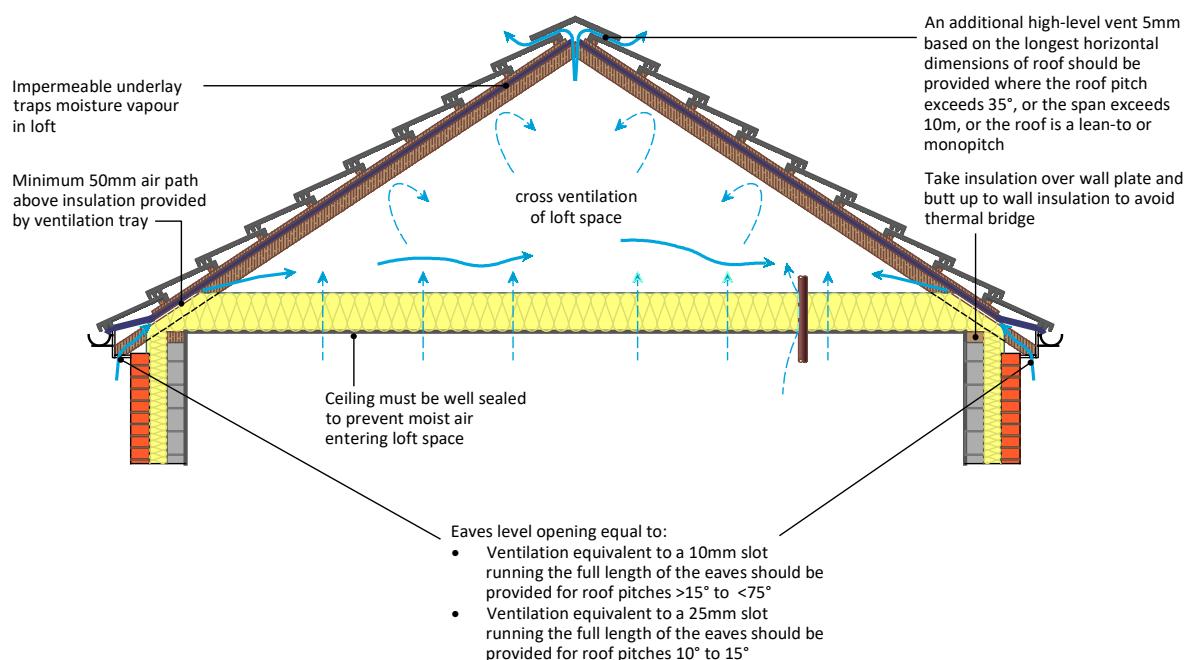 An additional high-level vent 5mm
based on the longest horizontal
dimensions of roof should be
provided where the roof pitch
exceeds 35°, or the span exceeds
10m, or the roof is a lean-to or
monopitch
Impermeable underlay
traps moisture vapour
in loft
Minimum 50mm air path
above insulation provided
by ventilation tray
cross ventilation
of loft space
Take insulation over wall plate and
butt up to wall insulation to avoid
thermal bridge
Ceiling must be well sealed
to prevent moist air
entering loft space
Eaves level opening equal to:
• Ventilation equivalent to a 10mm slot
running the full length of the eaves should be
provided for roof pitches >15° to <75°
• Ventilation equivalent to a 25mm slot
running the full length of the eaves should be
provided for roof pitches 10° to 15°